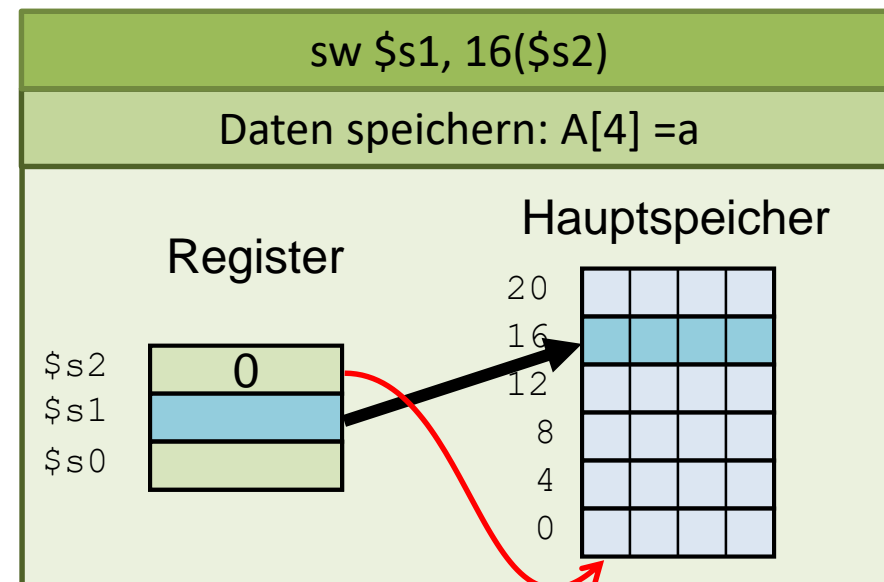 sw $s1, 16($s2)
Daten speichern: A[4] =a
Hauptspeicher
Register
20
16
$s2 0
12
$s1
8
$s0
4
0